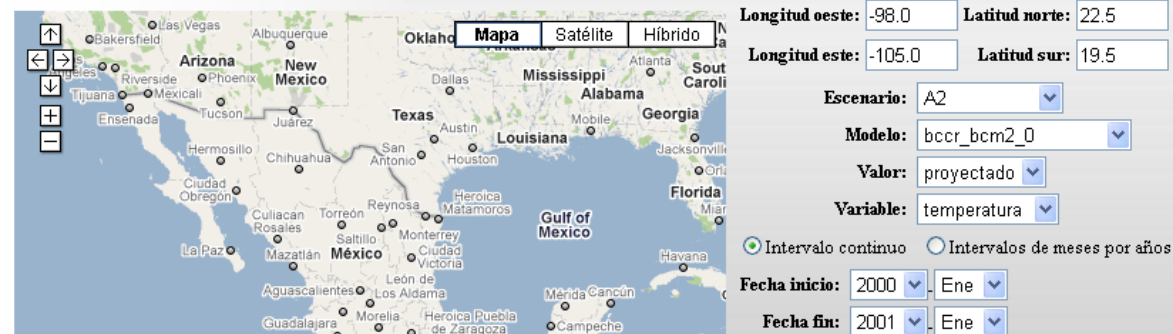 Las Vegas
Bakersfield
Albuquerque
Oklaho
Mapa
Satélite
Híbrido
Arizona
Riverside
Phoenix
New
Mexico
Dallas
Mississippi
Alabama
Atlanta
Sout
Caroli
Tijuana
Mexicali
Tucson
Ensenada
Juárez
Texas
Austin
Mobile
Georgia
Louisiana
Jacksonville
Hermosillo
Chihuahua
San
Antonio
Houston
Ciudad
Obregón
Florida
Culiacan
Rosales
Torreón
Reynosa
Heroica
Matamoros
Gulf of
Mexico
La Paz
Saltillo
Monterrey
Mazatlán
México
Ciudad
Victoria
Havana
León de
Los Aldama
Aguascalientes
Mérida
Cancún
Guadalajara
Morelia
Heroica Puebla
de Zaragoza
Campeche
Longitud oeste: -98.0 Latitud norte: 22.5
Longitud este: -105.0 Latitud sur: 19.5
Escenario: A2
Modelo: bccr_bcm2_0
Valor: proyectado
Variable: temperatura
Intervalo continuo Intervalos de meses por años
Fecha inicio: 2000 - Ene
Fecha fin: 2001 - Ene